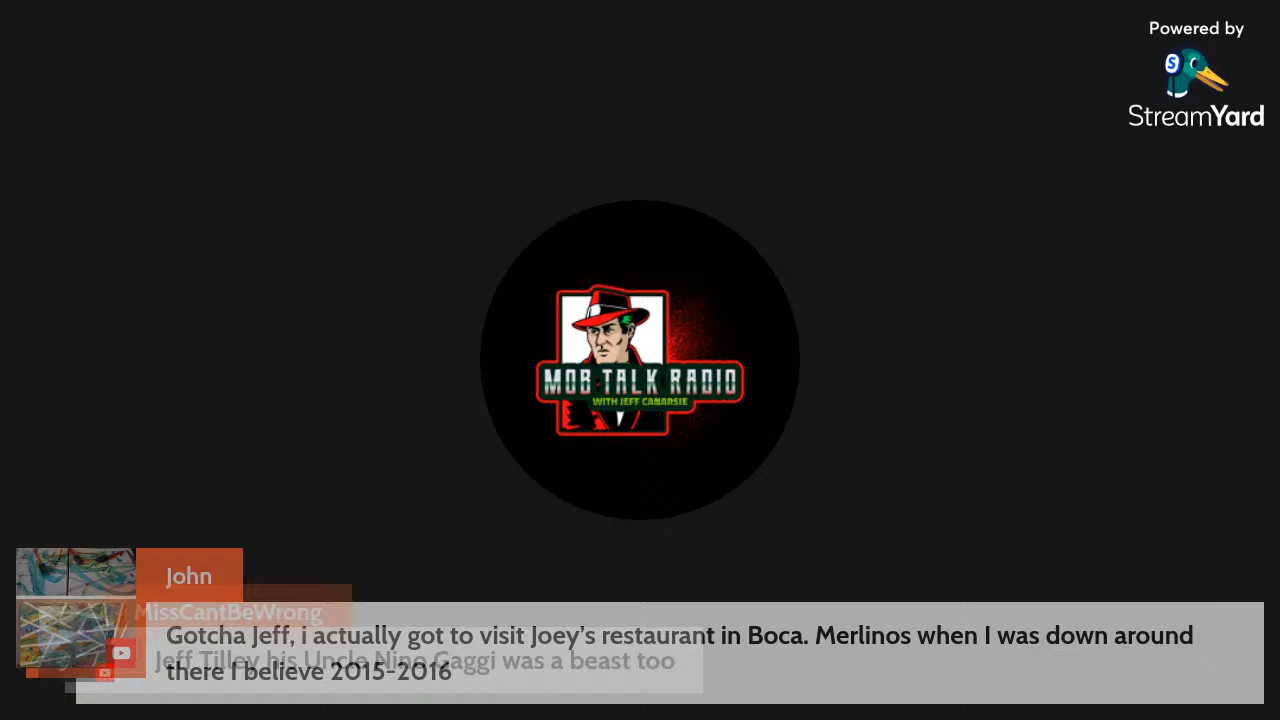 Powered by
S
StreamYard
MOB TALK RADIO
WITH JEFF CANARSIE
John
MissCantBeWrong
Gotcha Jeff, i actually got to visit Joey's restaurant in Boca. Merlinos when I was down around
there I believe 2015-2016
Jeff Tilley his Uncle Nino Gaggi was a beast too